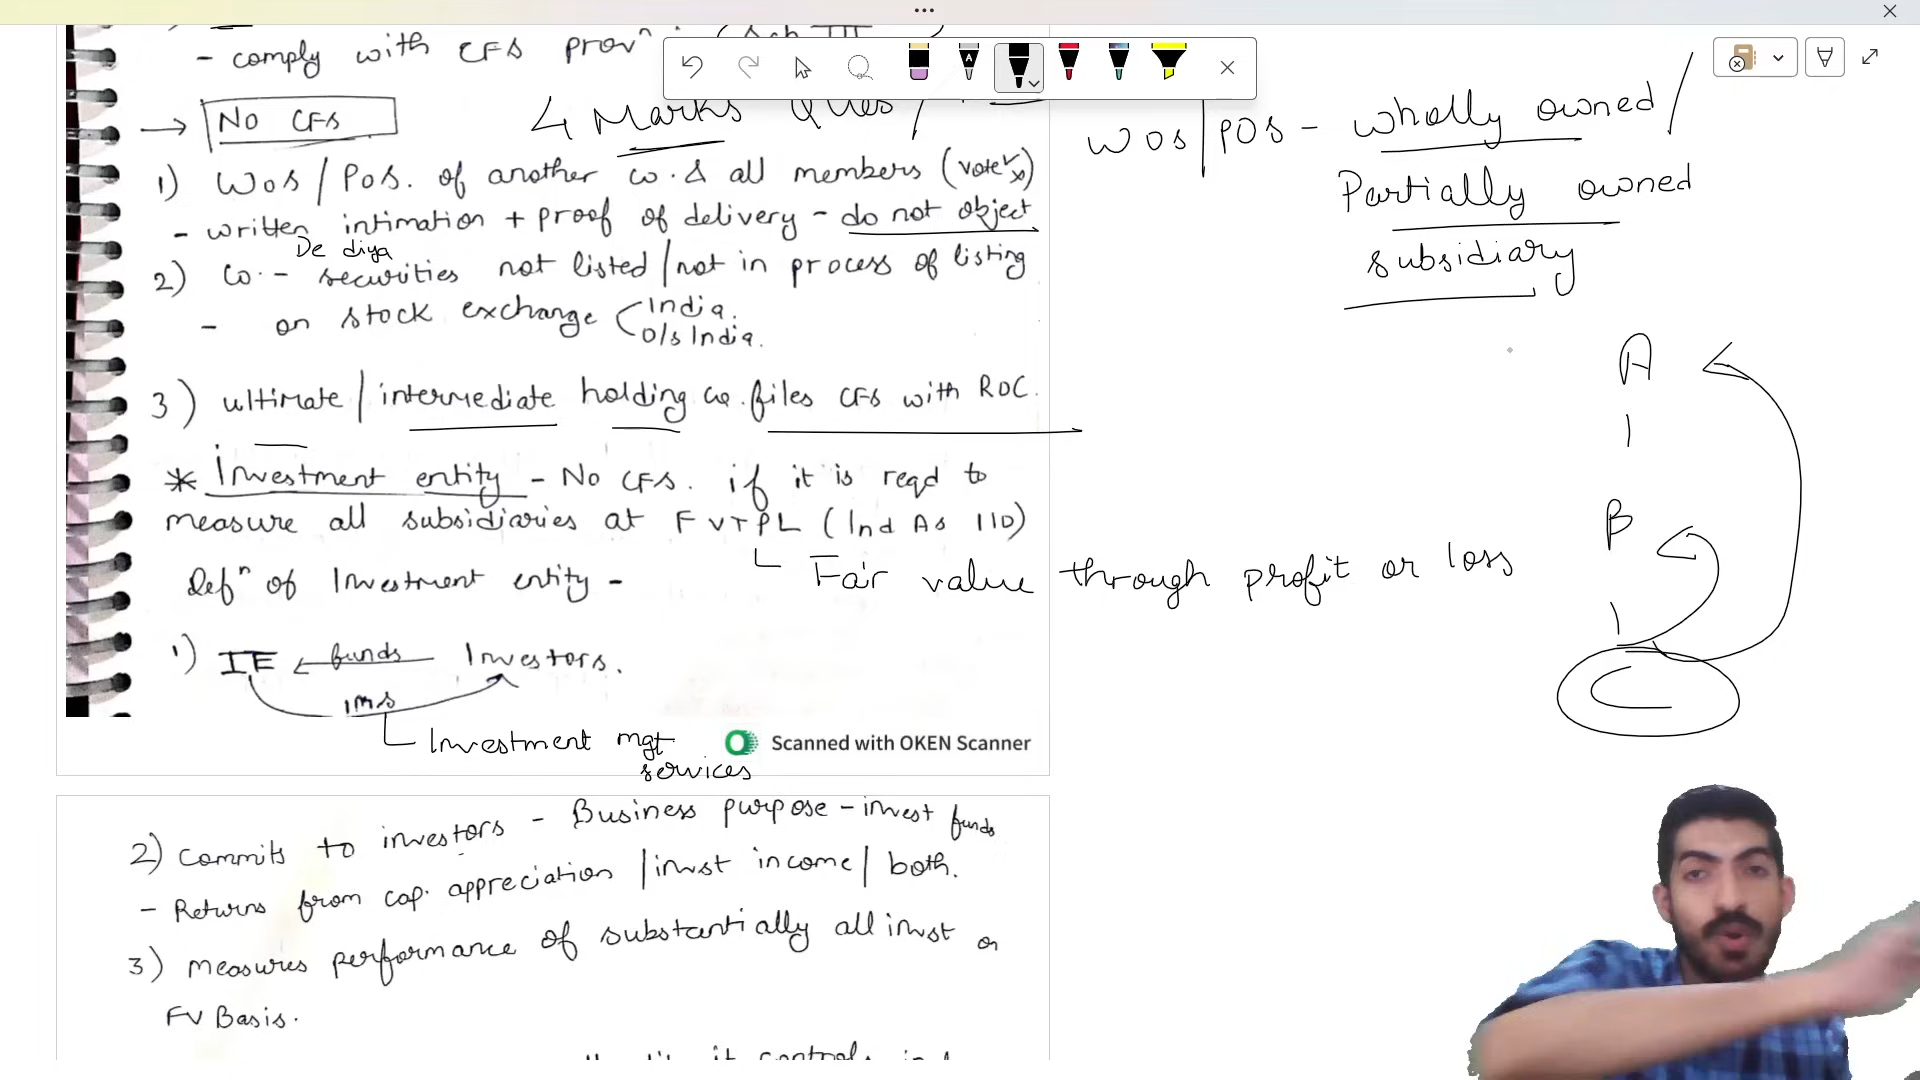 - comply with CFS provⁿ.
→ No CFS
4 Marks Ques /
1) WOS / POS. of another co. & all members (vote ✓ x)
- written intimation + proof of delivery - do not object
De diya
2) Co. - securities not listed / not in process of listing
- on stock exchange < India.
O/s India.
3) ultimate / intermediate holding co. files CFS with ROC.
* Investment entity - No CFS. if it is reqd to
measure all subsidiaries at FVTPL (Ind As 110)
Defⁿ of Investment entity -
Fair value through profit or loss
1) IE ← funds Investors.
ims
Investment mgt
services
Scanned with OKEN Scanner
2) Commits to investors - Business purpose - invest funds
- Returns from cap. appreciation / invst income / both.
3) measures performance of substantially all invst on
FV Basis.
WOS / POS - wholly owned /
Partially owned
subsidiary
A
B
C